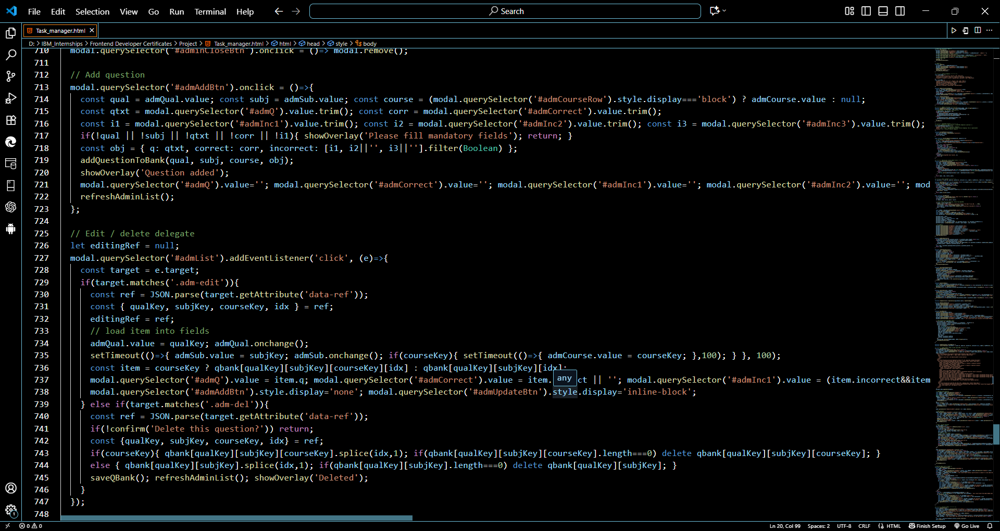 File Edit Selection View Go Run Terminal Help
Search
Task_manager.html
D: > IBM_Internships > Frontend Developer Certificates > Project > Task_manager.html > html > head > style > body
710 modal.querySelector('#adminCloseBtn').onclick = ()=> modal.remove();
711
712 // Add question
713 modal.querySelector('#admAddBtn').onclick = ()=>{
714 const qual = admQual.value; const subj = admSub.value; const course = (modal.querySelector('#admCourseRow').style.display==='block') ? admCourse.value : null;
715 const qtxt = modal.querySelector('#admQ').value.trim(); const corr = modal.querySelector('#admCorrect').value.trim();
716 const i1 = modal.querySelector('#admInc1').value.trim(); const i2 = modal.querySelector('#admInc2').value.trim(); const i3 = modal.querySelector('#admInc3').value.trim();
717 if(!qual || !subj || !qtxt || !corr || !i1){ showOverlay('Please fill mandatory fields'); return; }
718 const obj = { q: qtxt, correct: corr, incorrect: [i1, i2||'', i3||''].filter(Boolean) };
719 addQuestionToBank(qual, subj, course, obj);
720 showOverlay('Question added');
721 modal.querySelector('#admQ').value=''; modal.querySelector('#admCorrect').value=''; modal.querySelector('#admInc1').value=''; modal.querySelector('#admInc2').value=''; mod
722 refreshAdminList();
723 };
724
725 // Edit / delete delegate
726 let editingRef = null;
727 modal.querySelector('#admList').addEventListener('click', (e)=>{
728 const target = e.target;
729 if(target.matches('.adm-edit')){
730 const ref = JSON.parse(target.getAttribute('data-ref'));
731 const { qualKey, subjKey, courseKey, idx } = ref;
732 editingRef = ref;
733 // load item into fields
734 admQual.value = qualKey; admQual.onchange();
735 setTimeout(()=>{ admSub.value = subjKey; admSub.onchange(); if(courseKey){ setTimeout(()=>{ admCourse.value = courseKey; },100); } }, 100);
736 const item = courseKey ? qbank[qualKey][subjKey][courseKey][idx] : qbank[qualKey][subjKey][idx];
737 modal.querySelector('#admQ').value = item.q; modal.querySelector('#admCorrect').value = item. any ct || ''; modal.querySelector('#admInc1').value = (item.incorrect&&item
738 modal.querySelector('#admAddBtn').style.display='none'; modal.querySelector('#admUpdateBtn').style.display='inline-block';
739 } else if(target.matches('.adm-del')){
740 const ref = JSON.parse(target.getAttribute('data-ref'));
741 if(!confirm('Delete this question?')) return;
742 const {qualKey, subjKey, courseKey, idx} = ref;
743 if(courseKey){ qbank[qualKey][subjKey][courseKey].splice(idx,1); if(qbank[qualKey][subjKey][courseKey].length===0) delete qbank[qualKey][subjKey][courseKey]; }
744 else { qbank[qualKey][subjKey].splice(idx,1); if(qbank[qualKey][subjKey].length===0) delete qbank[qualKey][subjKey]; }
745 saveQBank(); refreshAdminList(); showOverlay('Deleted');
746 }
747 });
748
1
0 0 Ln 20, Col 99 Spaces: 2 UTF-8 CRLF HTML Finish Setup Go Live